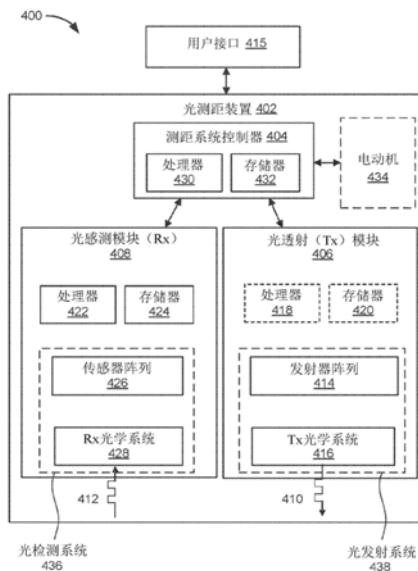 400
用户接口 415
光测距装置 402
测距系统控制器 404
处理器
430
存储器
432
电动机
434
光感测模块（Rx）
408
光透射（Tx）模块
406
处理器
422
存储器
424
处理器
418
存储器
420
传感器阵列
426
发射器阵列
414
Rx光学系统
428
Tx光学系统
416
412
410
光检测系统
436
光发射系统
438